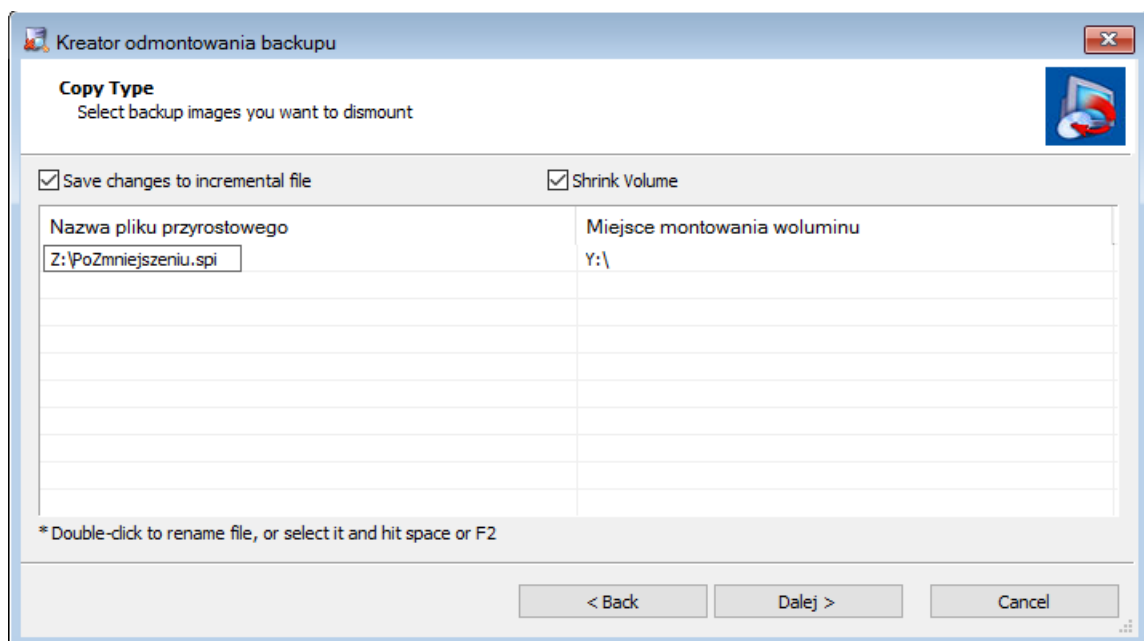 Kreator odmontowania backupu
Copy Type
Select backup images you want to dismount
Save changes to incremental file
Shrink Volume
Nazwa pliku przyrostowego
Miejsce montowania woluminu
Z:\PoZmniejszeniu.spi
Y:\
* Double-click to rename file, or select it and hit space or F2
< Back
Dalej >
Cancel